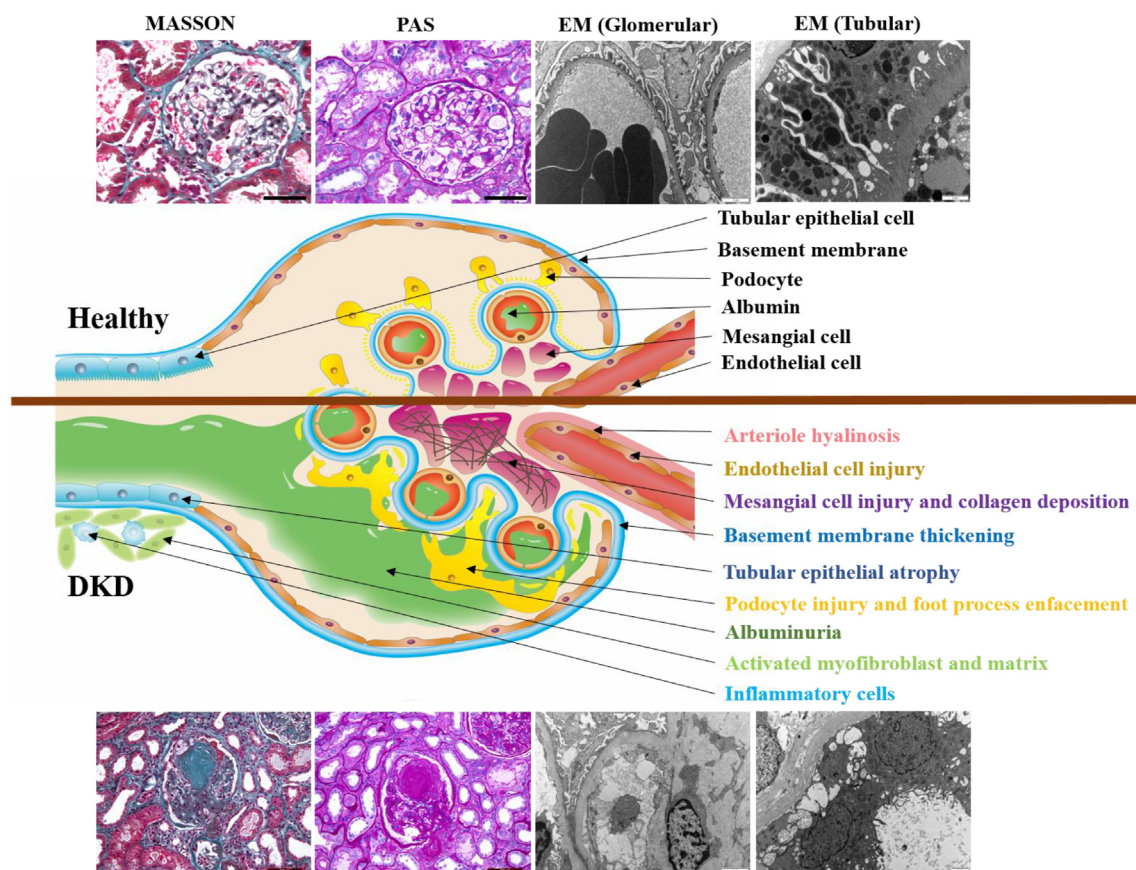 MASSON
PAS
EM (Glomerular)
EM (Tubular)
Tubular epithelial cell
Basement membrane
Podocyte
Albumin
Mesangial cell
Endothelial cell
Healthy
Arteriole hyalinosis
Endothelial cell injury
Mesangial cell injury and collagen deposition
Basement membrane thickening
Tubular epithelial atrophy
Podocyte injury and foot process enfacement
Albuminuria
Activated myofibroblast and matrix
Inflammatory cells
DKD